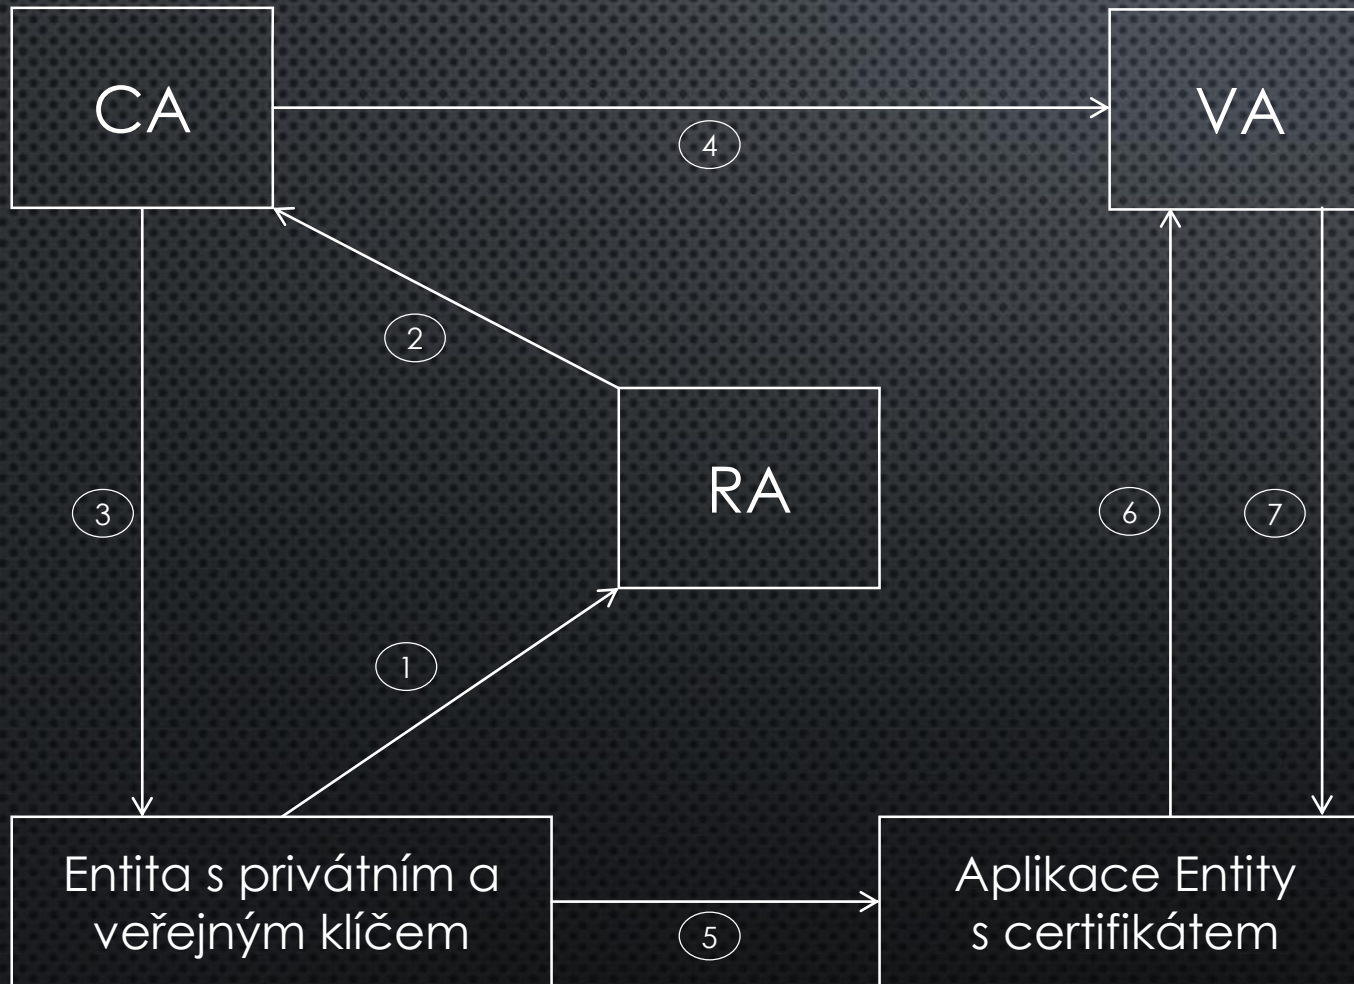 CA
VA
4
2
RA
3
6
7
1
Entita s privátním a
veřejným klíčem
Aplikace Entity
s certifikátem
5